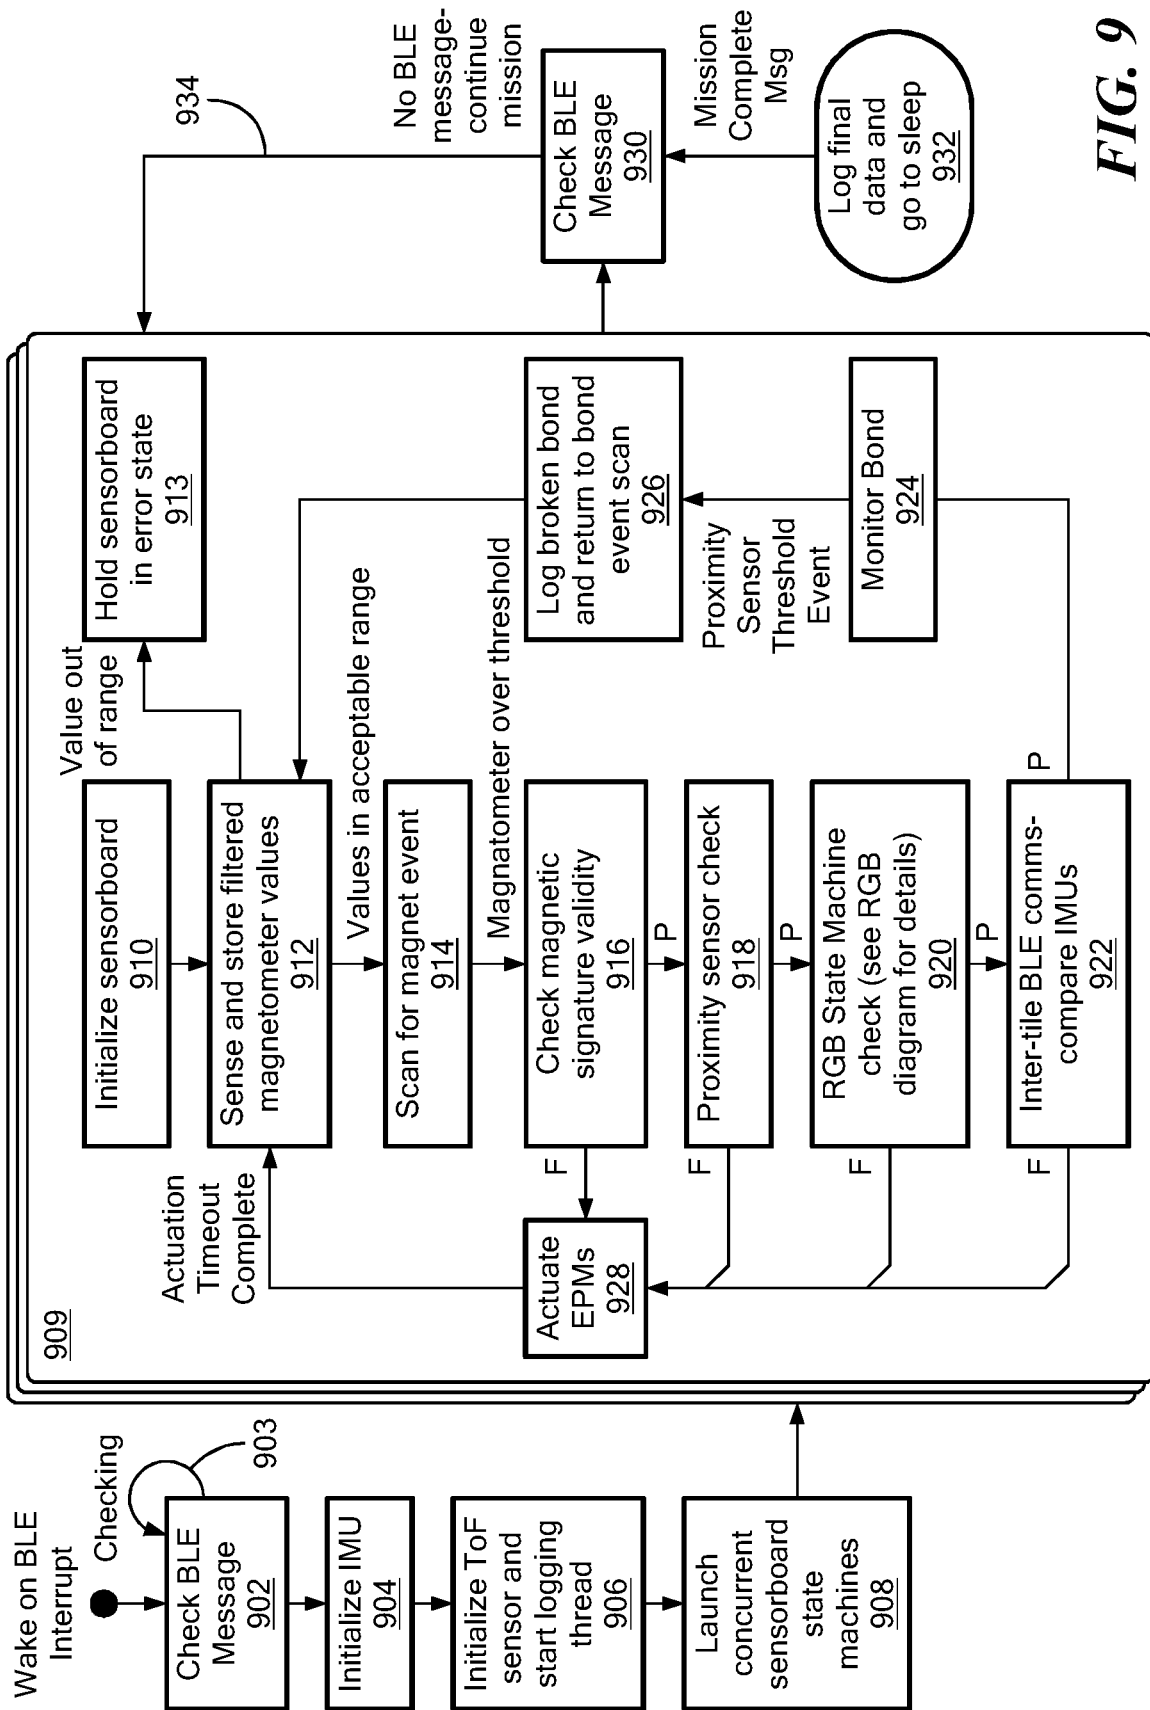 Wake on BLE
Interrupt
Checking
903
Check BLE
Message
902
Initialize IMU
904
Initialize ToF
sensor and
start logging
thread
906
Launch
concurrent
sensorboard
state
machines
908
909
Initialize sensorboard
910
Value out
of range
Hold sensorboard
in error state
913
Actuation
Timeout
Complete
Sense and store filtered
magnetometer values
912
Values in acceptable range
Scan for magnet event
914
Magnatometer over threshold
Actuate
EPMs
928
F
Check magnetic
signature validity
916
P
F
Proximity sensor check
918
P
F
RGB State Machine
check (see RGB
diagram for details)
920
P
F
Inter-tile BLE comms-
compare IMUs
922
P
Log broken bond
and return to bond
event scan
926
Proximity
Sensor
Threshold
Event
Monitor Bond
924
934
No BLE
message-
continue
mission
Check BLE
Message
930
Mission
Complete
Msg
Log final
data and
go to sleep
932
FIG. 9